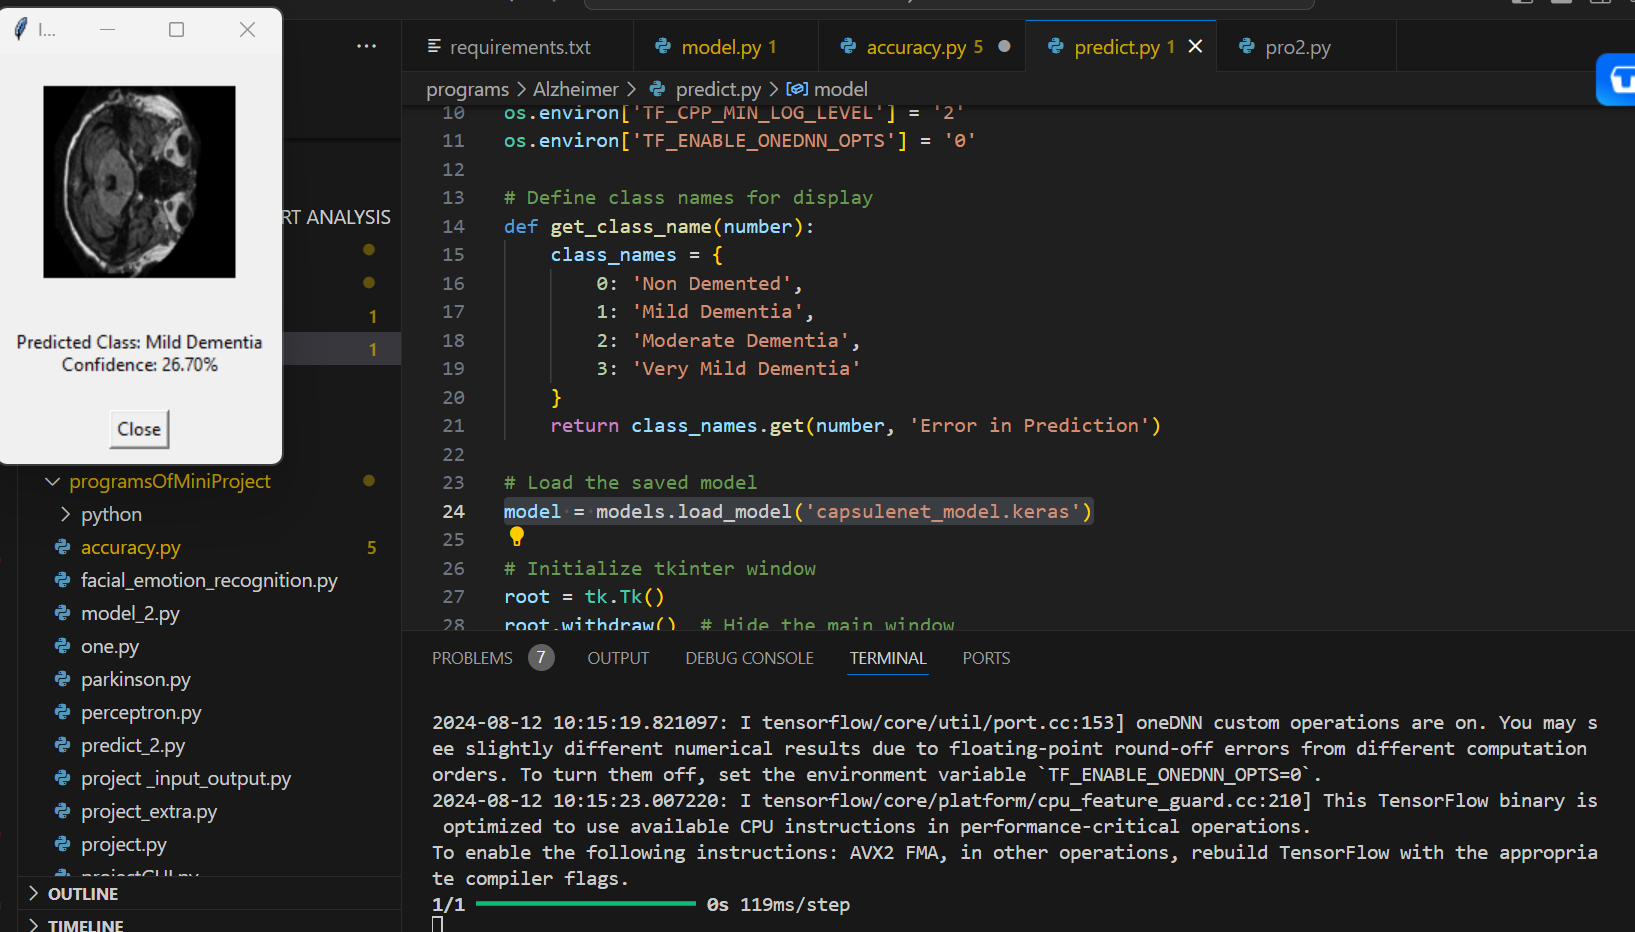 I...
Predicted Class: Mild Dementia
Confidence: 26.70%
Close
RT ANALYSIS
1
1
programsOfMiniProject
python
accuracy.py 5
facial_emotion_recognition.py
model_2.py
one.py
parkinson.py
perceptron.py
predict_2.py
project _input_output.py
project_extra.py
project.py
projectGUI.py
OUTLINE
TIMELINE
requirements.txt
model.py 1
accuracy.py 5
predict.py 1
pro2.py
programs > Alzheimer > predict.py > model
10 os.environ['TF_CPP_MIN_LOG_LEVEL'] = '2'
11 os.environ['TF_ENABLE_ONEDNN_OPTS'] = '0'
12
13 # Define class names for display
14 def get_class_name(number):
15 class_names = {
16 0: 'Non Demented',
17 1: 'Mild Dementia',
18 2: 'Moderate Dementia',
19 3: 'Very Mild Dementia'
20 }
21 return class_names.get(number, 'Error in Prediction')
22
23 # Load the saved model
24 model = models.load_model('capsulenet_model.keras')
25
26 # Initialize tkinter window
27 root = tk.Tk()
28 root.withdraw() # Hide the main window
PROBLEMS 7 OUTPUT DEBUG CONSOLE TERMINAL PORTS
2024-08-12 10:15:19.821097: I tensorflow/core/util/port.cc:153] oneDNN custom operations are on. You may s
ee slightly different numerical results due to floating-point round-off errors from different computation
orders. To turn them off, set the environment variable `TF_ENABLE_ONEDNN_OPTS=0`.
2024-08-12 10:15:23.007220: I tensorflow/core/platform/cpu_feature_guard.cc:210] This TensorFlow binary is
optimized to use available CPU instructions in performance-critical operations.
To enable the following instructions: AVX2 FMA, in other operations, rebuild TensorFlow with the appropria
te compiler flags.
1/1 0s 119ms/step